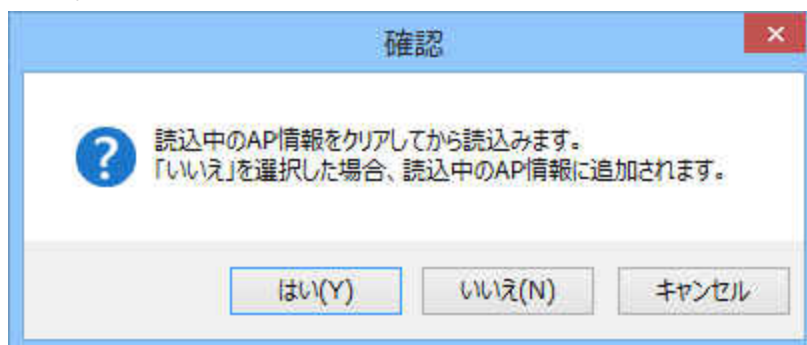 確認
読込中のAP情報をクリアしてから読込みます。
「いいえ」を選択した場合、読込中のAP情報に追加されます。
はい(Y) いいえ(N) キャンセル